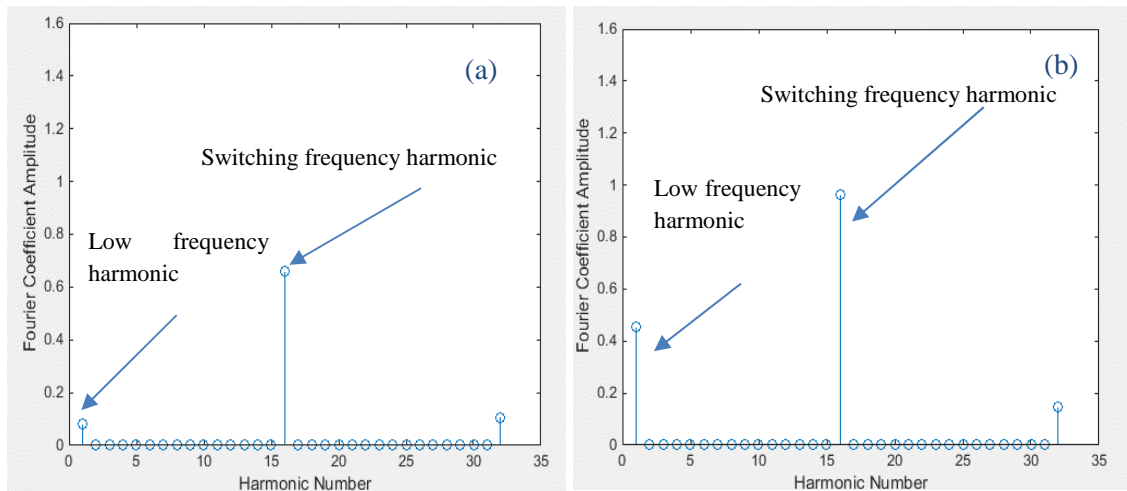 (a)
Switching frequency harmonic
Low frequency
harmonic
Fourier Coefficient Amplitude
1.6
1.4
1.2
1
0.8
0.6
0.4
0.2
0
0 5 10 15 20 25 30 35
Harmonic Number
(b)
Switching frequency harmonic
Low frequency
harmonic
Fourier Coefficient Amplitude
1.6
1.4
1.2
1
0.8
0.6
0.4
0.2
0
0 5 10 15 20 25 30 35
Harmonic Number